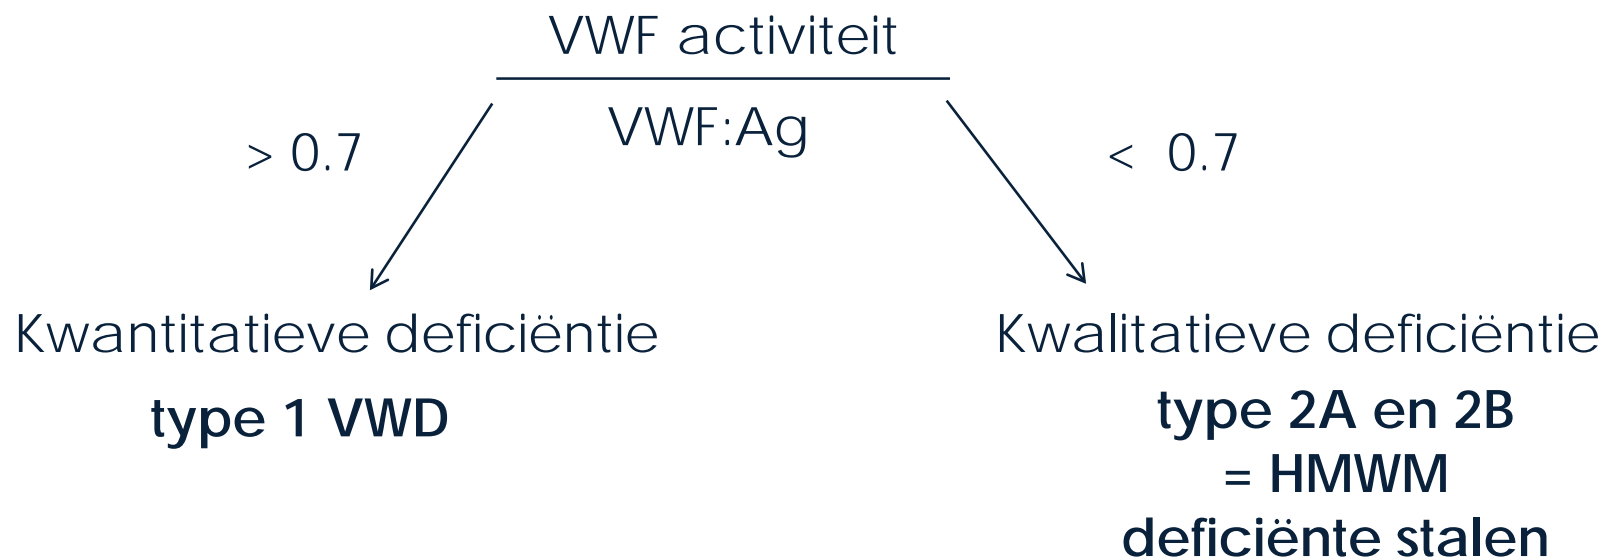 VWF activiteit
VWF:Ag
> 0.7
< 0.7
Kwantitatieve deficiëntie
type 1 VWD
Kwalitatieve deficiëntie
type 2A en 2B
= HMWM
deficiënte stalen